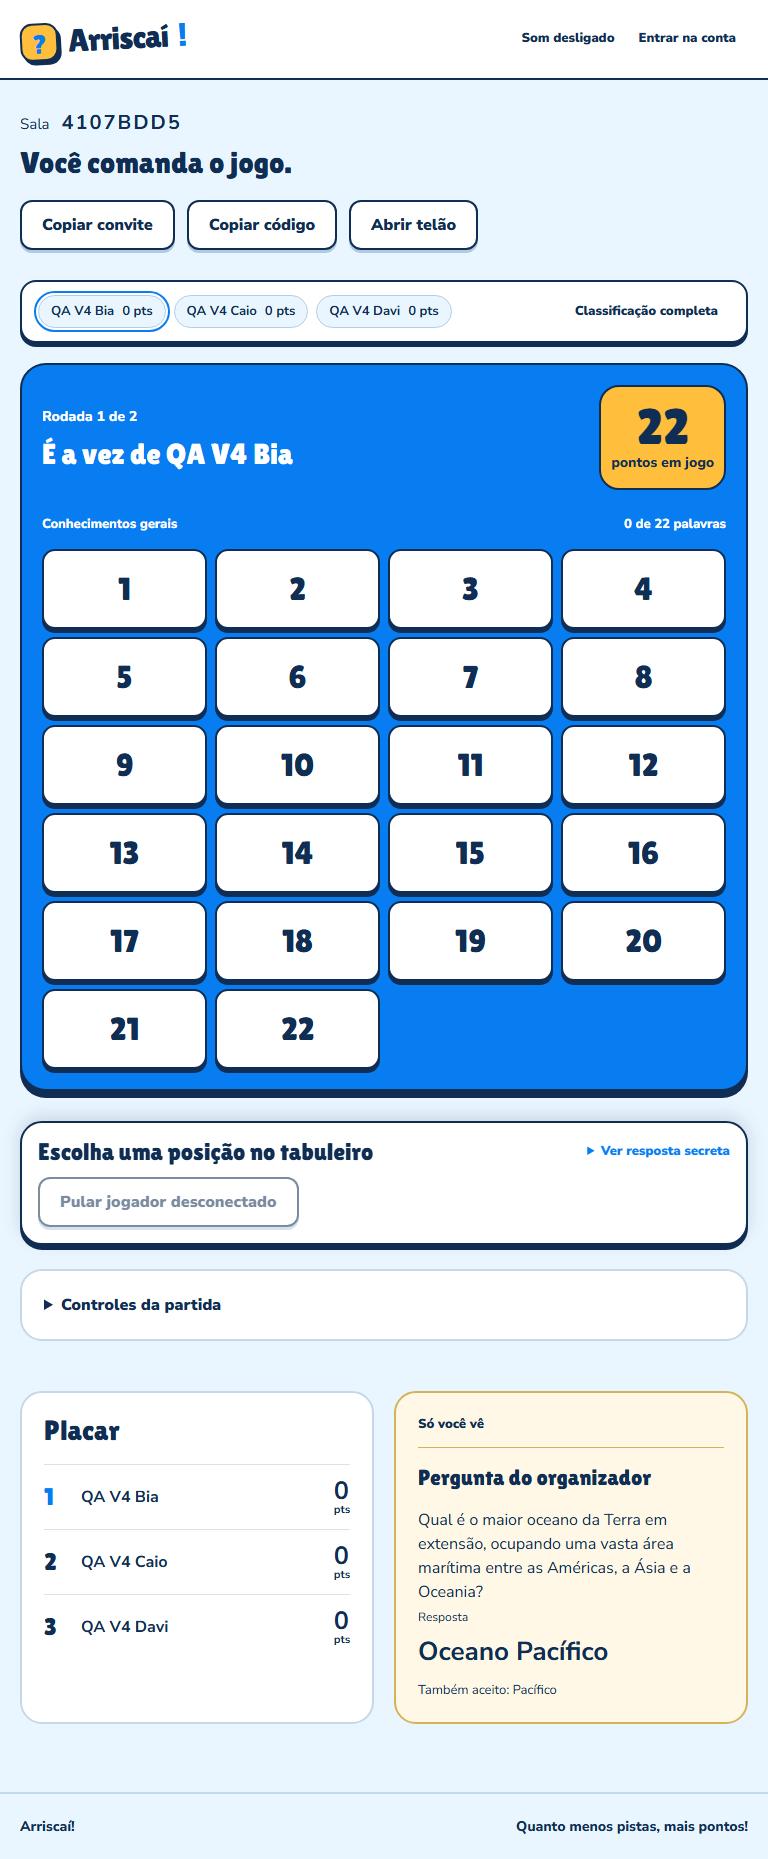 ? Arriscaí !
Som desligado Entrar na conta
Sala 4107BDD5
Você comanda o jogo.
Copiar convite Copiar código Abrir telão
QA V4 Bia 0 pts QA V4 Caio 0 pts QA V4 Davi 0 pts Classificação completa
Rodada 1 de 2
É a vez de QA V4 Bia
22
pontos em jogo
Conhecimentos gerais 0 de 22 palavras
1 2 3 4
5 6 7 8
9 10 11 12
13 14 15 16
17 18 19 20
21 22
Escolha uma posição no tabuleiro
Ver resposta secreta
Pular jogador desconectado
Controles da partida
Placar
1 QA V4 Bia 0 pts
2 QA V4 Caio 0 pts
3 QA V4 Davi 0 pts
Só você vê
Pergunta do organizador
Qual é o maior oceano da Terra em
extensão, ocupando uma vasta área
marítima entre as Américas, a Ásia e a
Oceania?
Resposta
Oceano Pacífico
Também aceito: Pacífico
Arriscaí! Quanto menos pistas, mais pontos!